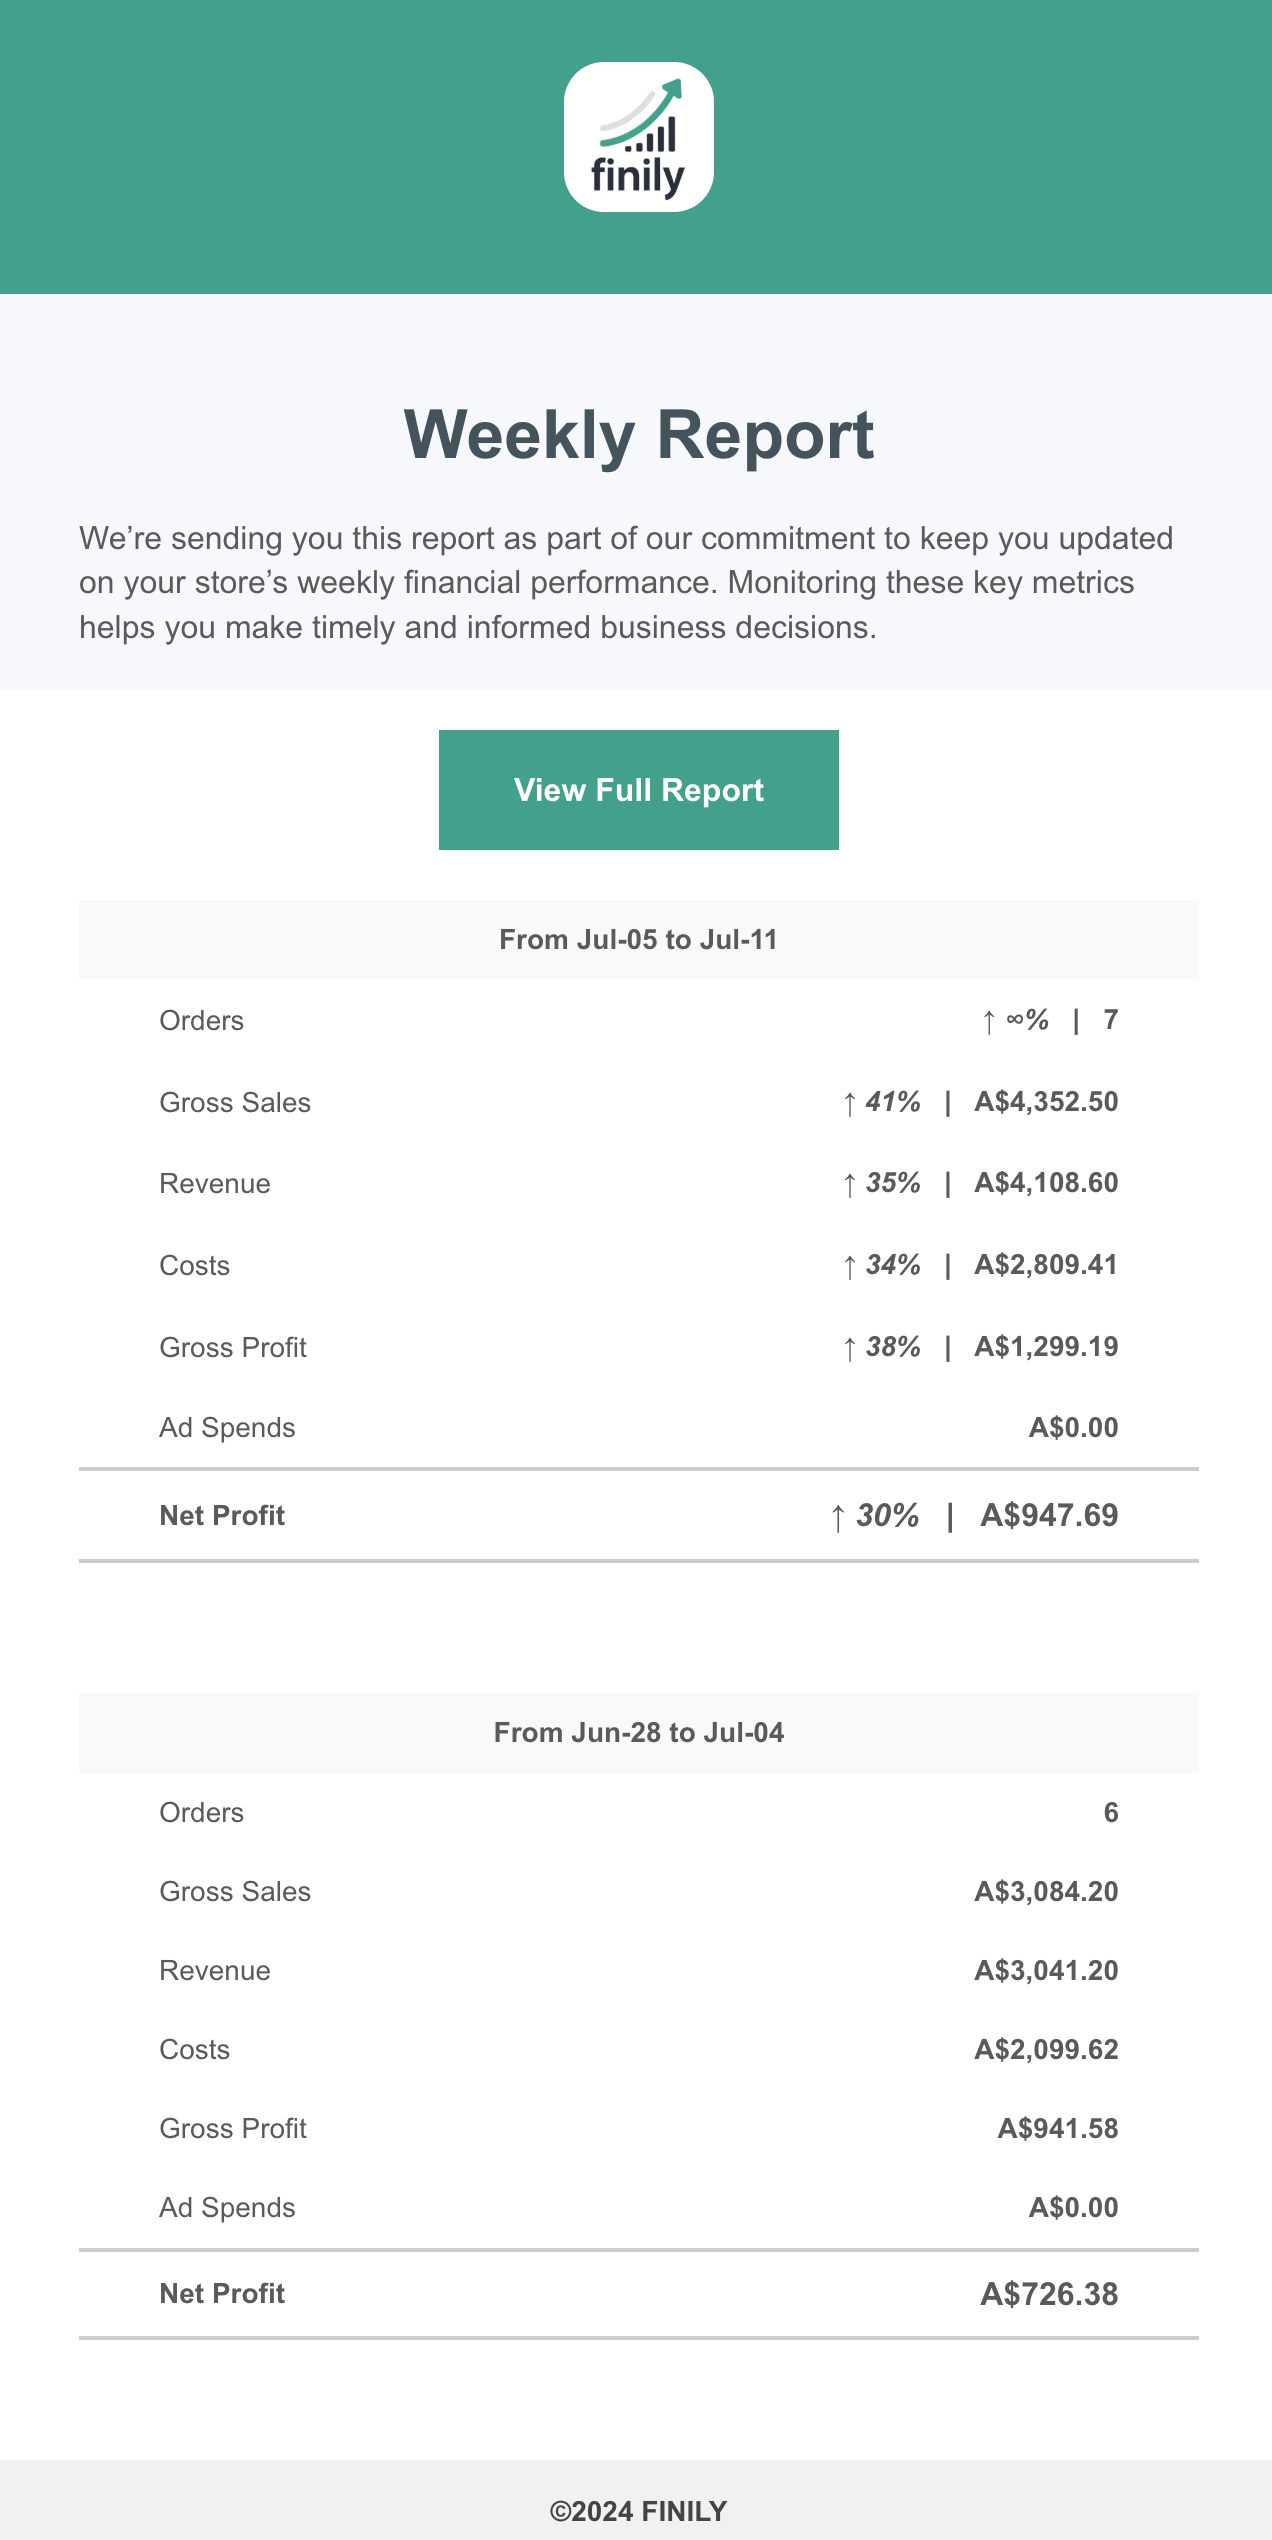 finily
Weekly Report
We’re sending you this report as part of our commitment to keep you updated
on your store’s weekly financial performance. Monitoring these key metrics
helps you make timely and informed business decisions.
View Full Report
From Jul-05 to Jul-11
Orders ↑ ∞% | 7
Gross Sales ↑ 41% | A$4,352.50
Revenue ↑ 35% | A$4,108.60
Costs ↑ 34% | A$2,809.41
Gross Profit ↑ 38% | A$1,299.19
Ad Spends A$0.00
Net Profit ↑ 30% | A$947.69
From Jun-28 to Jul-04
Orders 6
Gross Sales A$3,084.20
Revenue A$3,041.20
Costs A$2,099.62
Gross Profit A$941.58
Ad Spends A$0.00
Net Profit A$726.38
©2024 FINILY